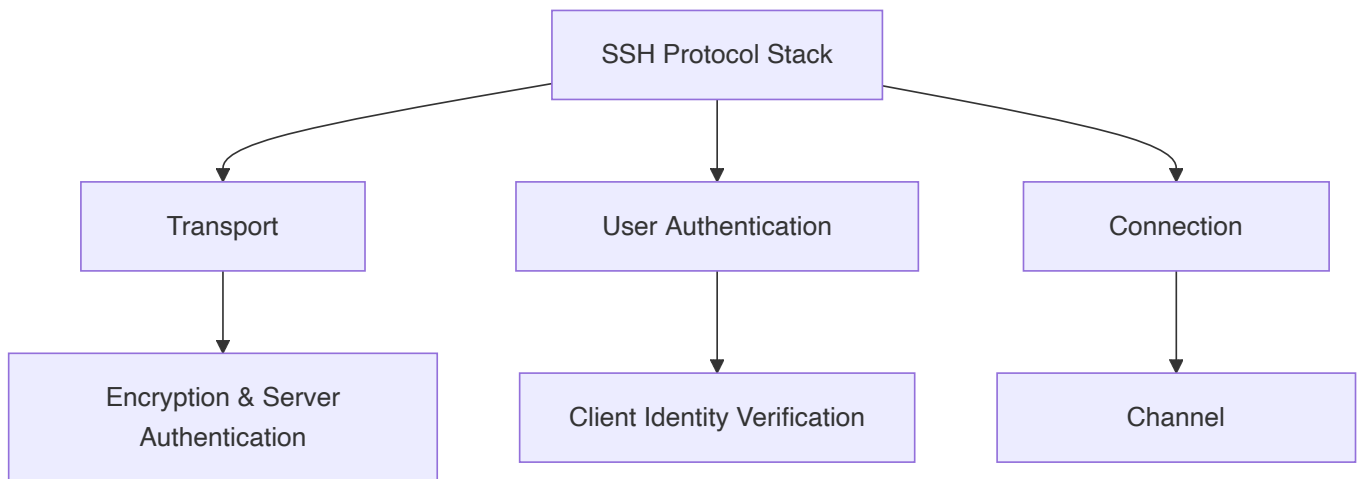 SSH Protocol Stack
Transport
User Authentication
Connection
Encryption & Server
Authentication
Client Identity Verification
Channel